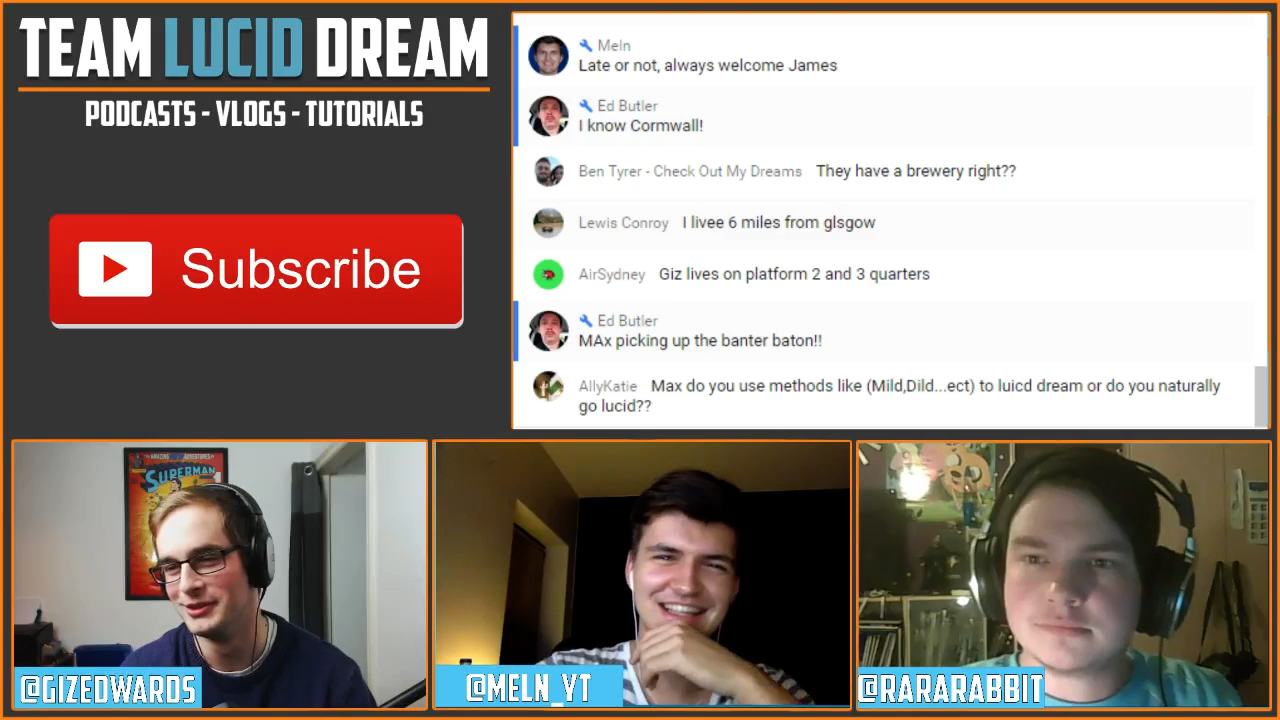 TEAM LUCID DREAM
PODCASTS - VLOGS - TUTORIALS
Subscribe
Meln
Late or not, always welcome James
Ed Butler
I know Cormwall!
Ben Tyrer - Check Out My Dreams They have a brewery right??
Lewis Conroy I livee 6 miles from glsgow
AirSydney Giz lives on platform 2 and 3 quarters
Ed Butler
MAx picking up the banter baton!!
AllyKatie Max do you use methods like (Mild,Dild...ect) to luicd dream or do you naturally
go lucid??
SUPERMAN
@GIZEDWARDS
@MELN_YT
@RARARABBIT